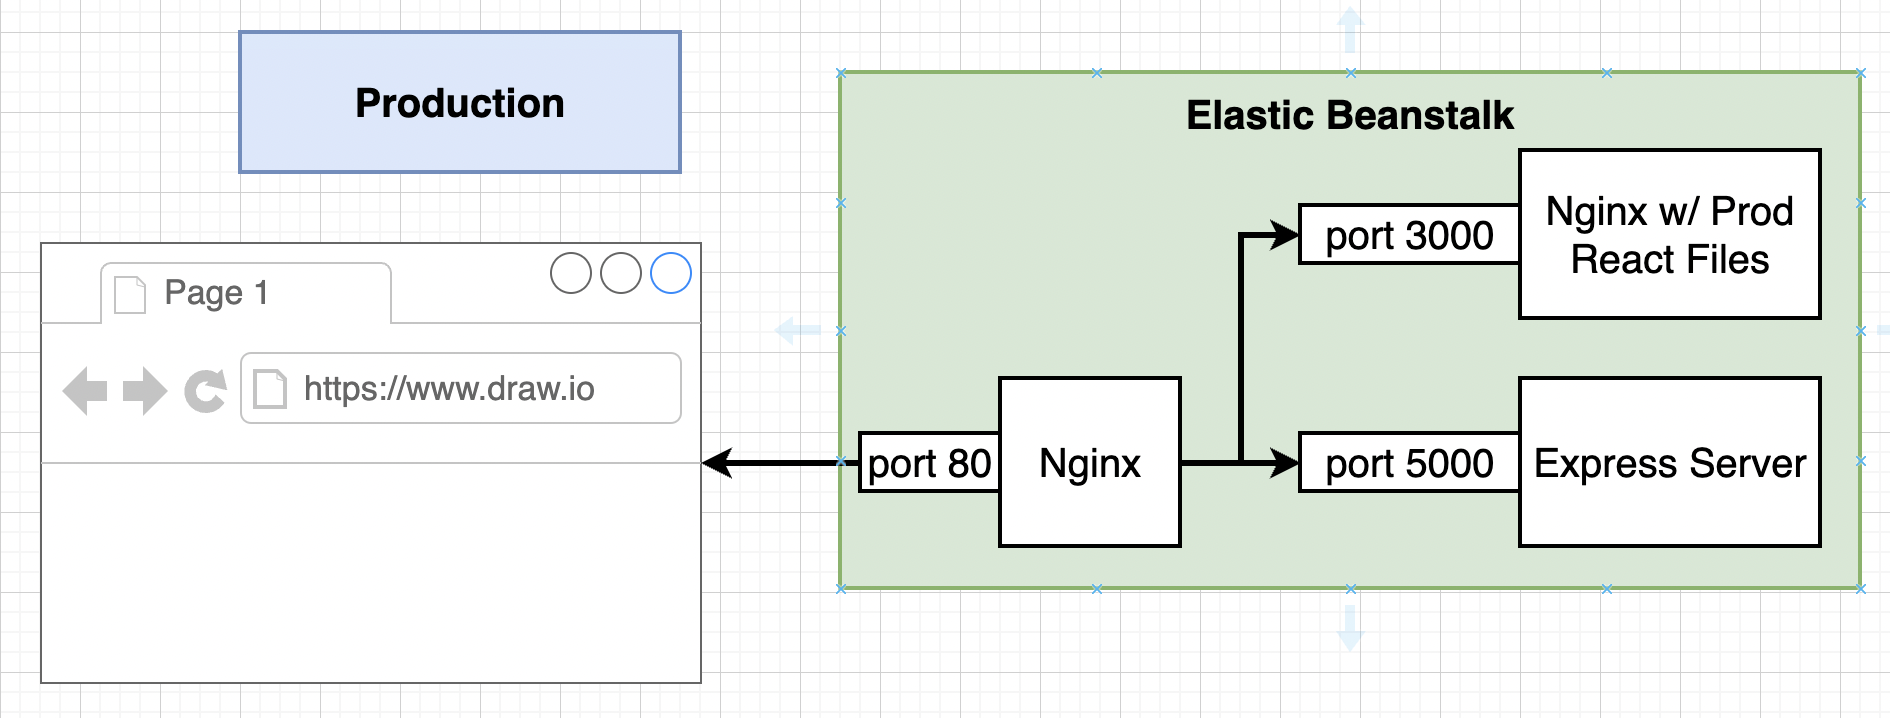 Production
Elastic Beanstalk
Page 1
https://www.draw.io
port 80
Nginx
port 3000
Nginx w/ Prod
React Files
port 5000
Express Server